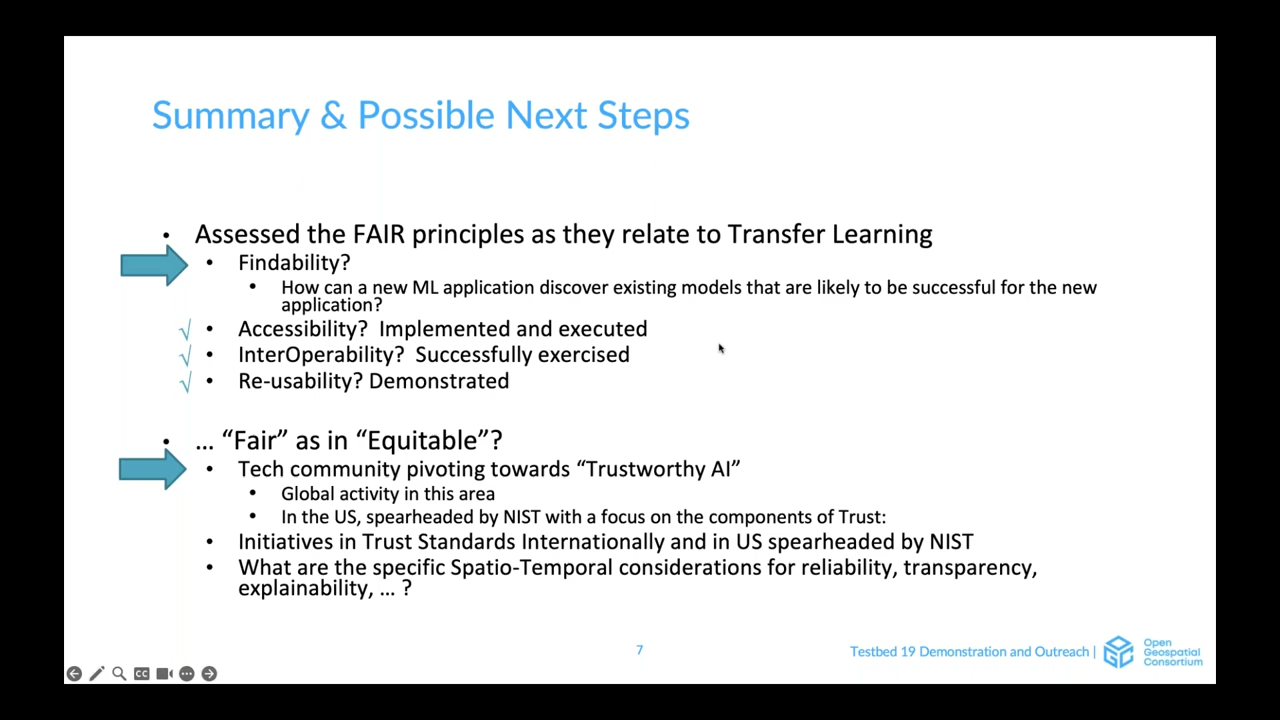 Summary & Possible Next Steps
• Assessed the FAIR principles as they relate to Transfer Learning
• Findability?
• How can a new ML application discover existing models that are likely to be successful for the new
application?
√ • Accessibility? Implemented and executed
√ • InterOperability? Successfully exercised
√ • Re-usability? Demonstrated
• … “Fair” as in “Equitable”?
• Tech community pivoting towards “Trustworthy AI”
• Global activity in this area
• In the US, spearheaded by NIST with a focus on the components of Trust:
• Initiatives in Trust Standards Internationally and in US spearheaded by NIST
• What are the specific Spatio-Temporal considerations for reliability, transparency,
explainability, … ?
7
Testbed 19 Demonstration and Outreach |
Open
Geospatial
Consortium
CC